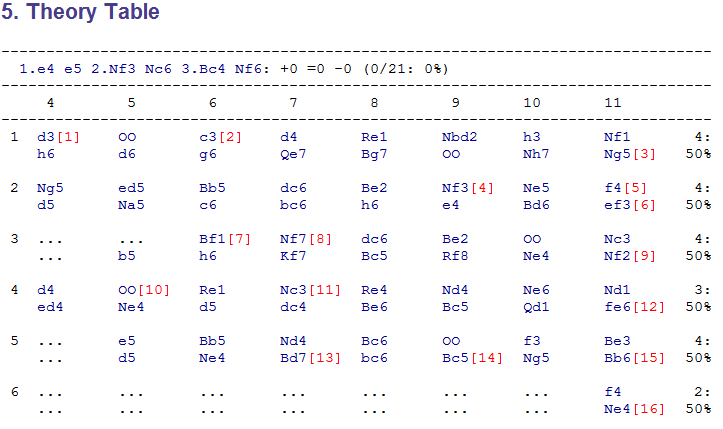 5. Theory Table
1.e4 e5 2.Nf3 Nc6 3.Bc4 Nf6: +0 =0 -0 (0/21: 0%)
4 5 6 7 8 9 10 11
1 d3[1] OO c3[2] d4 Re1 Nbd2 h3 Nf1 4:
h6 d6 g6 Qe7 Bg7 OO Nh7 Ng5[3] 50%
2 Ng5 ed5 Bb5 dc6 Be2 Nf3[4] Ne5 f4[5] 4:
d5 Na5 c6 bc6 h6 e4 Bd6 ef3[6] 50%
3 ... ... Bf1[7] Nf7[8] dc6 Be2 OO Nc3 4:
... b5 h6 Kf7 Bc5 Rf8 Ne4 Nf2[9] 50%
4 d4 OO[10] Re1 Nc3[11] Re4 Nd4 Ne6 Nd1 3:
ed4 Ne4 d5 dc4 Be6 Bc5 Qd1 fe6[12] 50%
5 ... e5 Bb5 Nd4 Bc6 OO f3 Be3 4:
... d5 Ne4 Bd7[13] bc6 Bc5[14] Ng5 Bb6[15] 50%
6 ... ... ... ... ... ... ... f4 2:
... ... ... ... ... ... ... Ne4[16] 50%